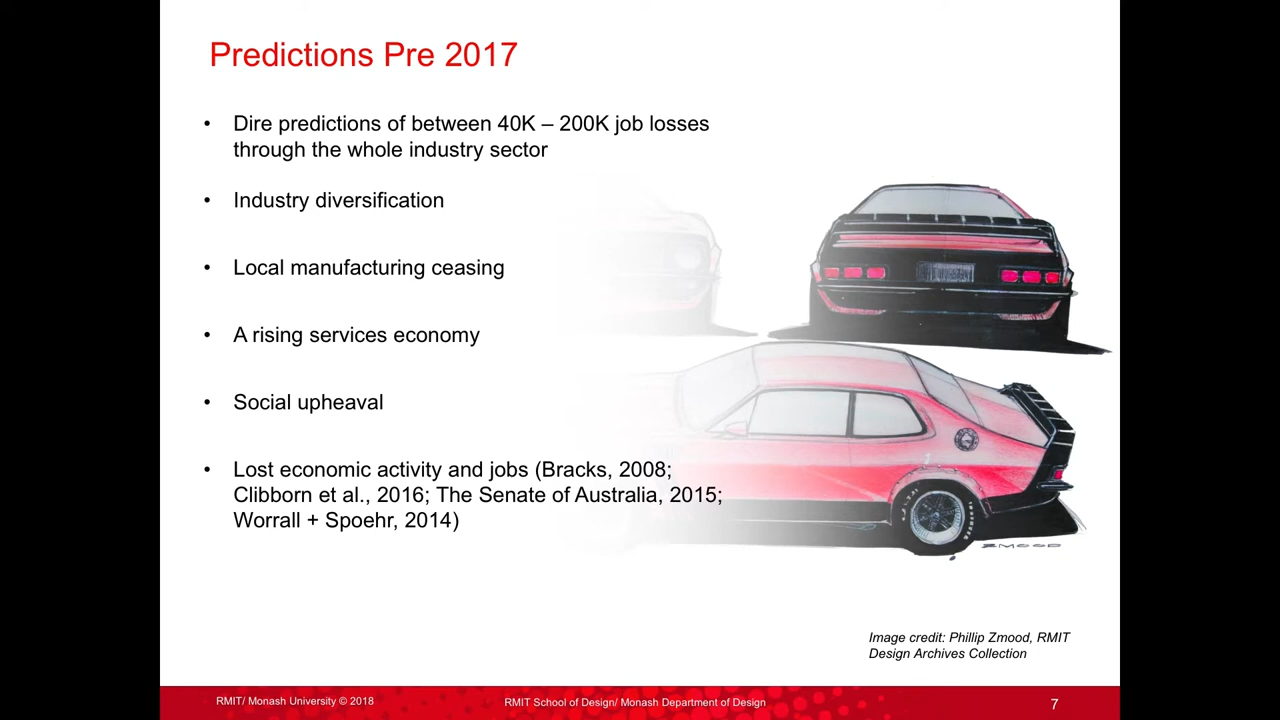 Predictions Pre 2017
• Dire predictions of between 40K – 200K job losses
through the whole industry sector
• Industry diversification
• Local manufacturing ceasing
• A rising services economy
• Social upheaval
• Lost economic activity and jobs (Bracks, 2008;
Clibborn et al., 2016; The Senate of Australia, 2015;
Worrall + Spoehr, 2014)
ZMOOD
Image credit: Phillip Zmood, RMIT
Design Archives Collection
RMIT/ Monash University © 2018
RMIT School of Design/ Monash Department of Design
7